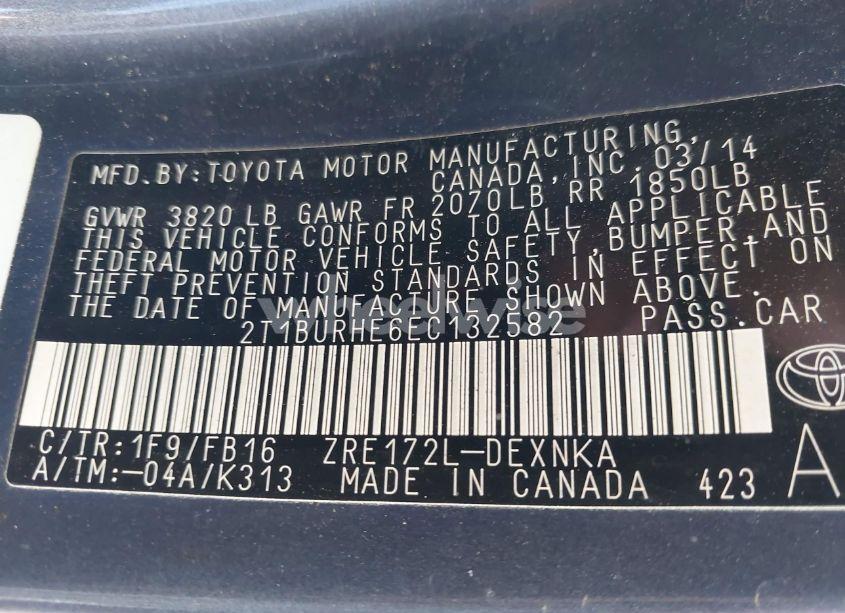 MFD.BY:TOYOTA MOTOR MANUFACTURING,
CANADA, INC. 03/14
GVWR 3820 LB GAWR FR 2070LB RR 1850LB
THIS VEHICLE CONFORMS TO ALL APPLICABLE
FEDERAL MOTOR VEHICLE SAFETY, BUMPER, AND
THEFT PREVENTION STANDARDS IN EFFECT ON
THE DATE OF MANUFACTURE SHOWN ABOVE.
2T1BURHE6EC132582 PASS.CAR
wheelwise
C/TR:1F9/FB16 ZRE172L-DEXNKA
A/TM:-04A/K313 MADE IN CANADA 423 A